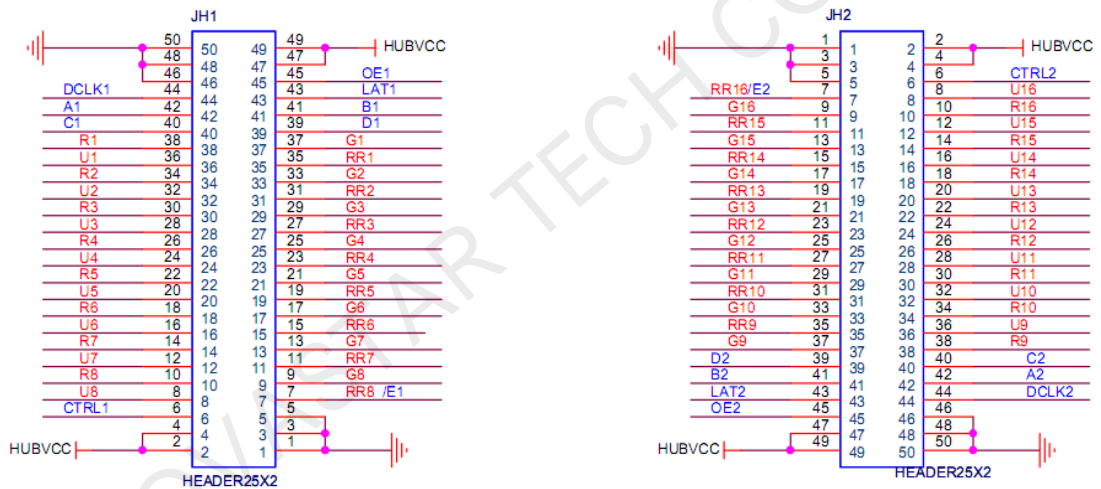 JH1
50 50 49 49 HUBVCC
48 48 47 47
46 46 45 45 OE1
DCLK1 44 44 43 43 LAT1
A1 42 42 41 41 B1
C1 40 40 39 39 D1
R1 38 38 37 37 G1
U1 36 36 35 35 RR1
R2 34 34 33 33 G2
U2 32 32 31 31 RR2
R3 30 30 29 29 G3
U3 28 28 27 27 RR3
R4 26 26 25 25 G4
U4 24 24 23 23 RR4
R5 22 22 21 21 G5
U5 20 20 19 19 RR5
R6 18 18 17 17 G6
U6 16 16 15 15 RR6
R7 14 14 13 13 G7
U7 12 12 11 11 RR7
R8 10 10 9 9 G8
U8 8 8 7 7 RR8 /E1
CTRL1 6 6 5 5
4 4 3 3
HUBVCC 2 2 1 1
HEADER25X2
JH2
1 1 2 2 HUBVCC
3 3 4 4
5 5 6 6 CTRL2
RR16/E2 7 7 8 8 U16
G16 9 9 10 10 R16
RR15 11 11 12 12 U15
G15 13 13 14 14 R15
RR14 15 15 16 16 U14
G14 17 17 18 18 R14
RR13 19 19 20 20 U13
G13 21 21 22 22 R13
RR12 23 23 24 24 U12
G12 25 25 26 26 R12
RR11 27 27 28 28 U11
G11 29 29 30 30 R11
RR10 31 31 32 32 U10
G10 33 33 34 34 R10
RR9 35 35 36 36 U9
G9 37 37 38 38 R9
D2 39 39 40 40 C2
B2 41 41 42 42 A2
LAT2 43 43 44 44 DCLK2
OE2 45 45 46 46
47 47 48 48
HUBVCC 49 49 50 50
HEADER25X2
OVASTAR TECH CO